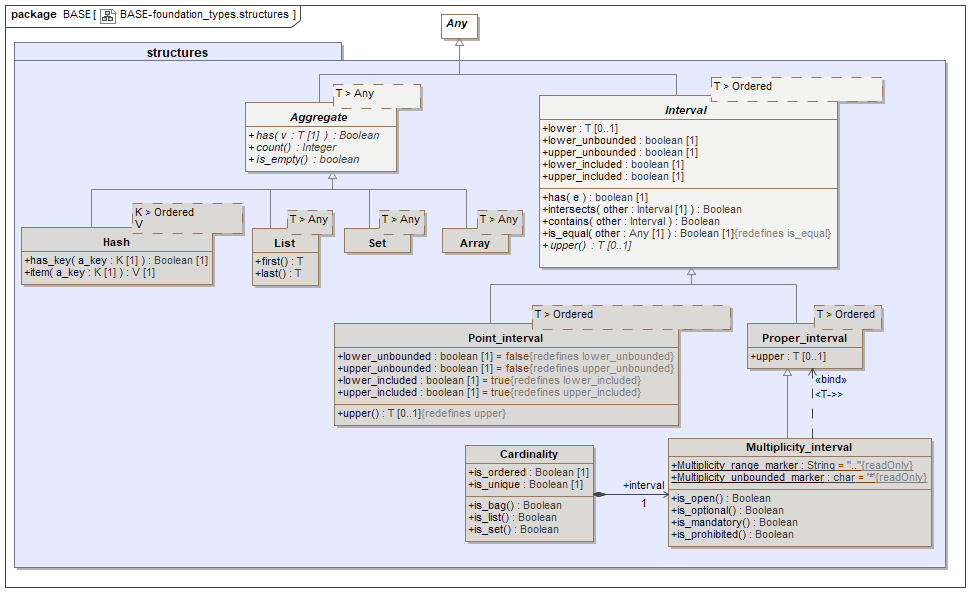 package BASE [ BASE-foundation_types.structures ]
Any
structures
T > Any
Aggregate
+has( v : T [1] ) : Boolean
+count() : Integer
+is_empty() : boolean
T > Ordered
Interval
+lower : T [0..1]
+lower_unbounded : boolean [1]
+upper_unbounded : boolean [1]
+lower_included : boolean [1]
+upper_included : boolean [1]
+has( e ) : boolean [1]
+intersects( other : Interval [1] ) : Boolean
+contains( other : Interval ) : Boolean
+is_equal( other : Any [1] ) : Boolean [1]{redefines is_equal}
+upper() : T [0..1]
K > Ordered
V
Hash
+has_key( a_key : K [1] ) : Boolean [1]
+item( a_key : K [1] ) : V [1]
T > Any
List
+first() : T
+last() : T
T > Any
Set
T > Any
Array
T > Ordered
Point_interval
+lower_unbounded : boolean [1] = false{redefines lower_unbounded}
+upper_unbounded : boolean [1] = false{redefines upper_unbounded}
+lower_included : boolean [1] = true{redefines lower_included}
+upper_included : boolean [1] = true{redefines upper_included}
+upper() : T [0..1]{redefines upper}
T > Ordered
Proper_interval
+upper : T [0..1]
«bind»
<T->>
Cardinality
+is_ordered : Boolean [1]
+is_unique : Boolean [1]
+is_bag() : Boolean
+is_list() : Boolean
+is_set() : Boolean
+interval
1
Multiplicity_interval
+Multiplicity_range_marker : String = ".."{readOnly}
+Multiplicity_unbounded_marker : char = '*'{readOnly}
+is_open() : Boolean
+is_optional() : Boolean
+is_mandatory() : Boolean
+is_prohibited() : Boolean